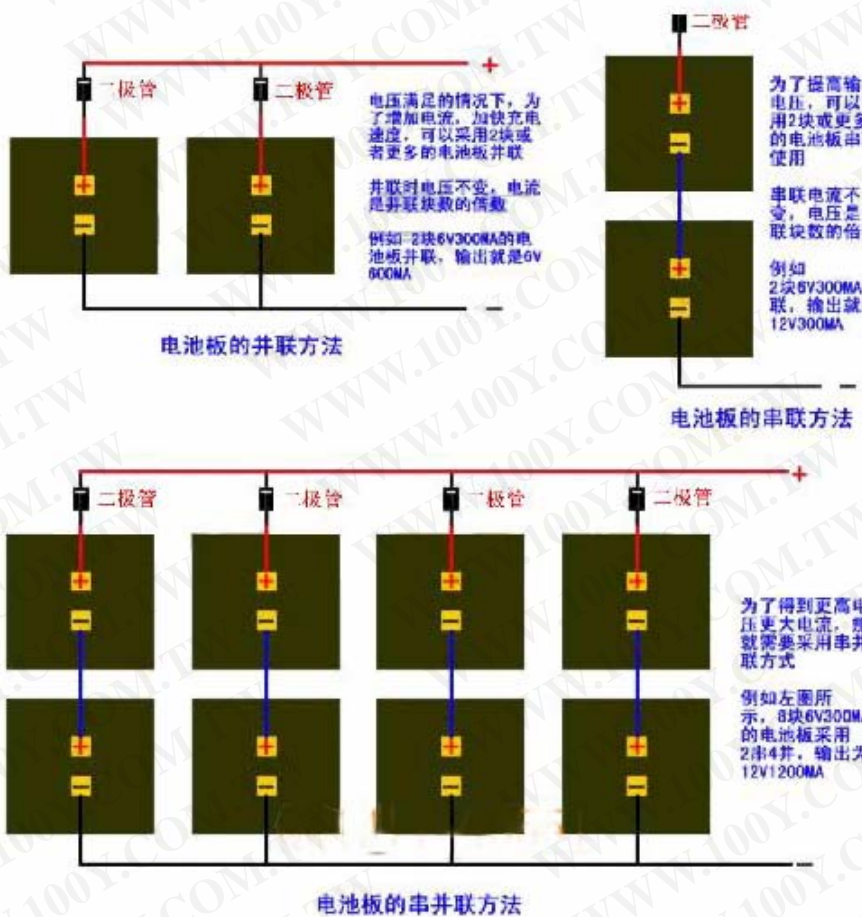 二极管
二极管
+
电压满足的情况下，为
了增加电流，加快充电
速度，可以采用2块或
者更多的电池板并联
并联时电压不变，电流
是并联块数的倍数
例如 2块6V300MA的电
池板并联，输出就是6V
600MA
+
−
+
−
−
电池板的并联方法
二极管
+
−
为了提高输
电压，可以
用2块或更多
的电池板串
使用
串联电流不
变，电压是
联块数的倍
例如
2块6V300MA
联，输出就
12V300MA
+
−
−
电池板的串联方法
+
二极管
二极管
二极管
二极管
+
−
+
−
+
−
+
−
为了得到更高电
压更大电流，
就需要采用串并
联方式
例如左图所
示，8块6V300MA
的电池板采用
2串4并，输出为
12V1200MA
+
−
+
−
+
−
+
−
−
电池板的串并联方法
WWW.100Y.COM.TW